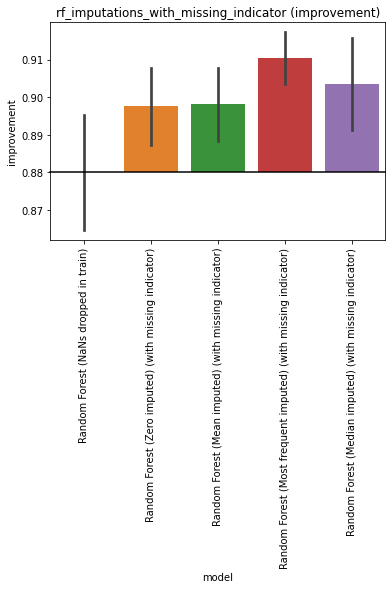 rf_imputations_with_missing_indicator (improvement)
0.91
0.90
0.89
0.88
0.87
improvement
Random Forest (NaNs dropped in train)
Random Forest (Zero imputed) (with missing indicator)
Random Forest (Mean imputed) (with missing indicator)
Random Forest (Most frequent imputed) (with missing indicator)
Random Forest (Median imputed) (with missing indicator)
model